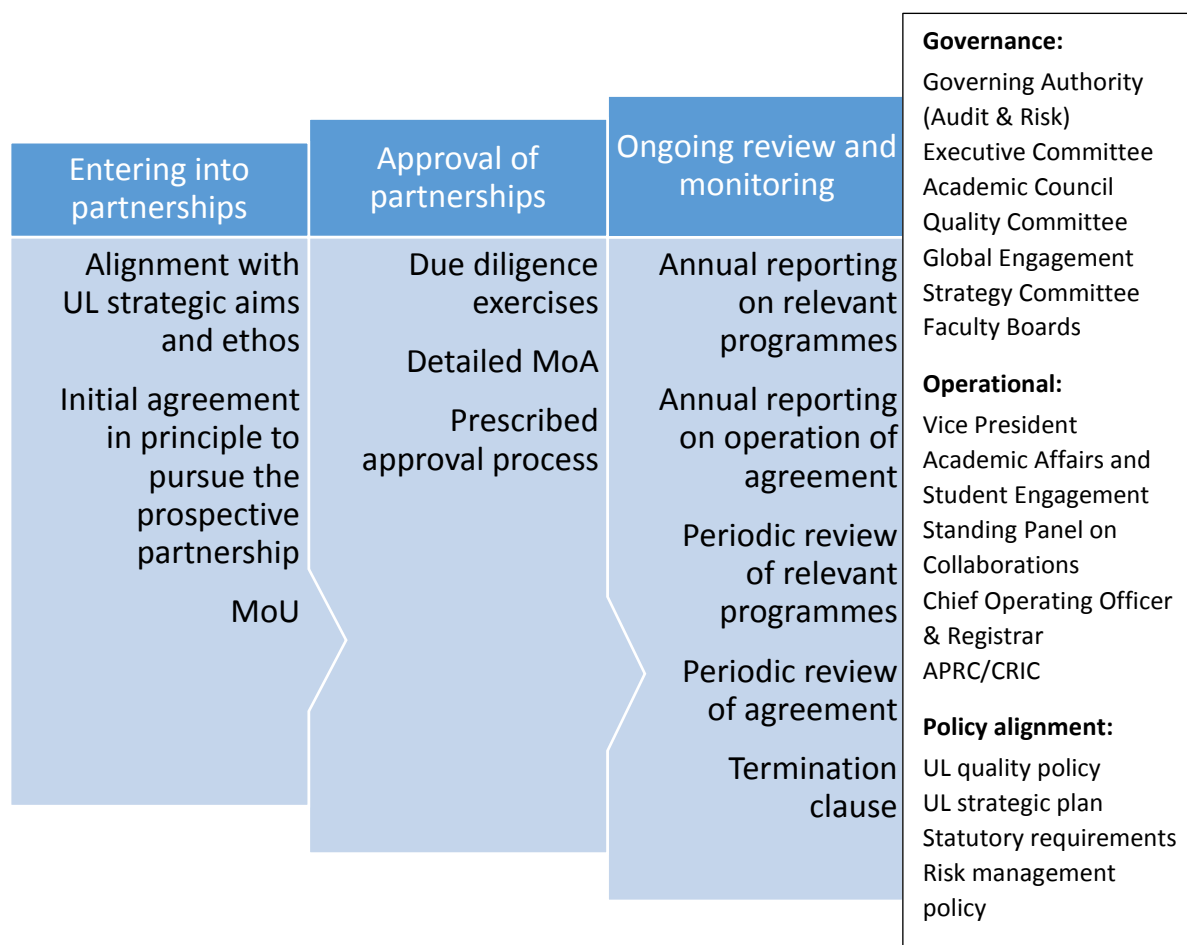 Entering into
partnerships
Alignment with
UL strategic aims
and ethos
Initial agreement
in principle to
pursue the
prospective
partnership
MoU
Approval of
partnerships
Due diligence
exercises
Detailed MoA
Prescribed
approval process
Ongoing review and
monitoring
Annual reporting
on relevant
programmes
Annual reporting
on operation of
agreement
Periodic review
of relevant
programmes
Periodic review
of agreement
Termination
clause
Governance:
Governing Authority
(Audit & Risk)
Executive Committee
Academic Council
Quality Committee
Global Engagement
Strategy Committee
Faculty Boards
Operational:
Vice President
Academic Affairs and
Student Engagement
Standing Panel on
Collaborations
Chief Operating Officer
& Registrar
APRC/CRIC
Policy alignment:
UL quality policy
UL strategic plan
Statutory requirements
Risk management
policy